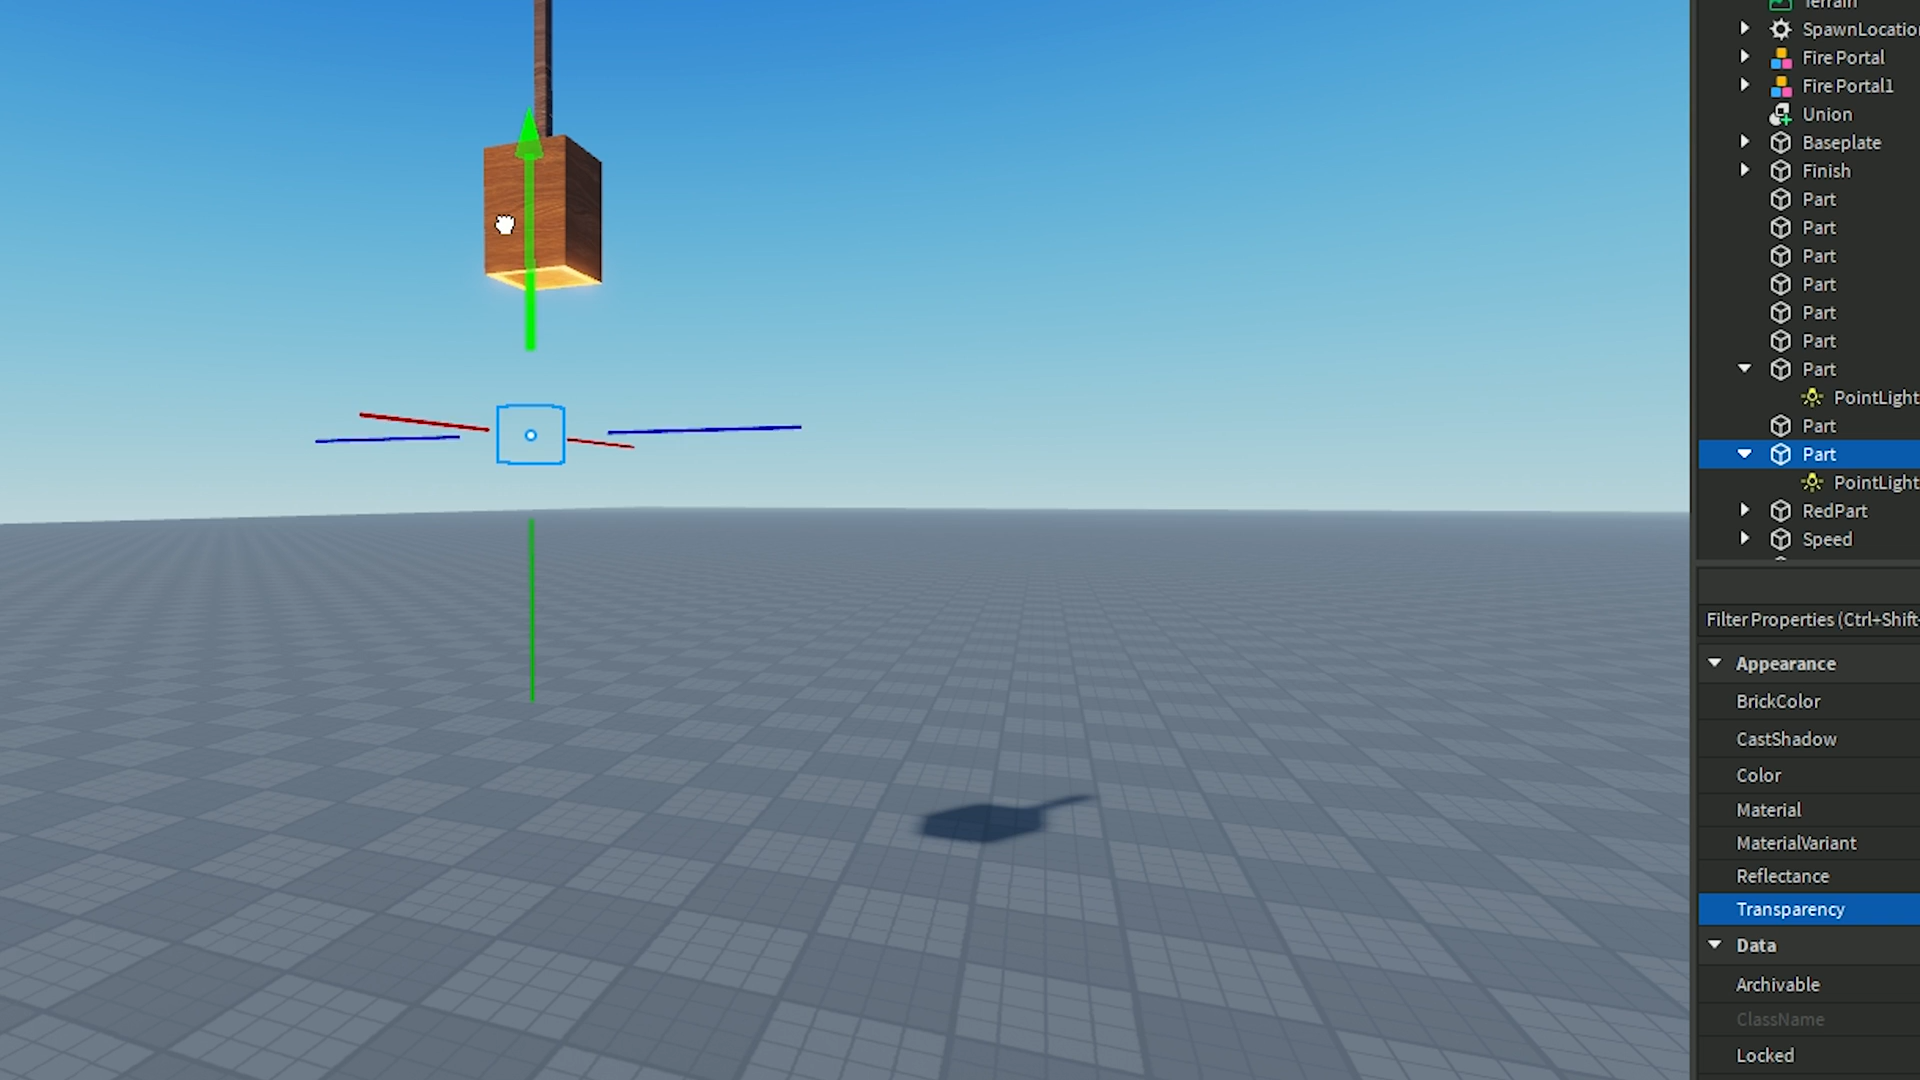 Terrain
SpawnLocation
Fire Portal
Fire Portal1
Union
Baseplate
Finish
Part
Part
Part
Part
Part
Part
Part
PointLight
Part
Part
PointLight
RedPart
Speed
Filter Properties (Ctrl+Shift+
Appearance
BrickColor
CastShadow
Color
Material
MaterialVariant
Reflectance
Transparency
Data
Archivable
ClassName
Locked